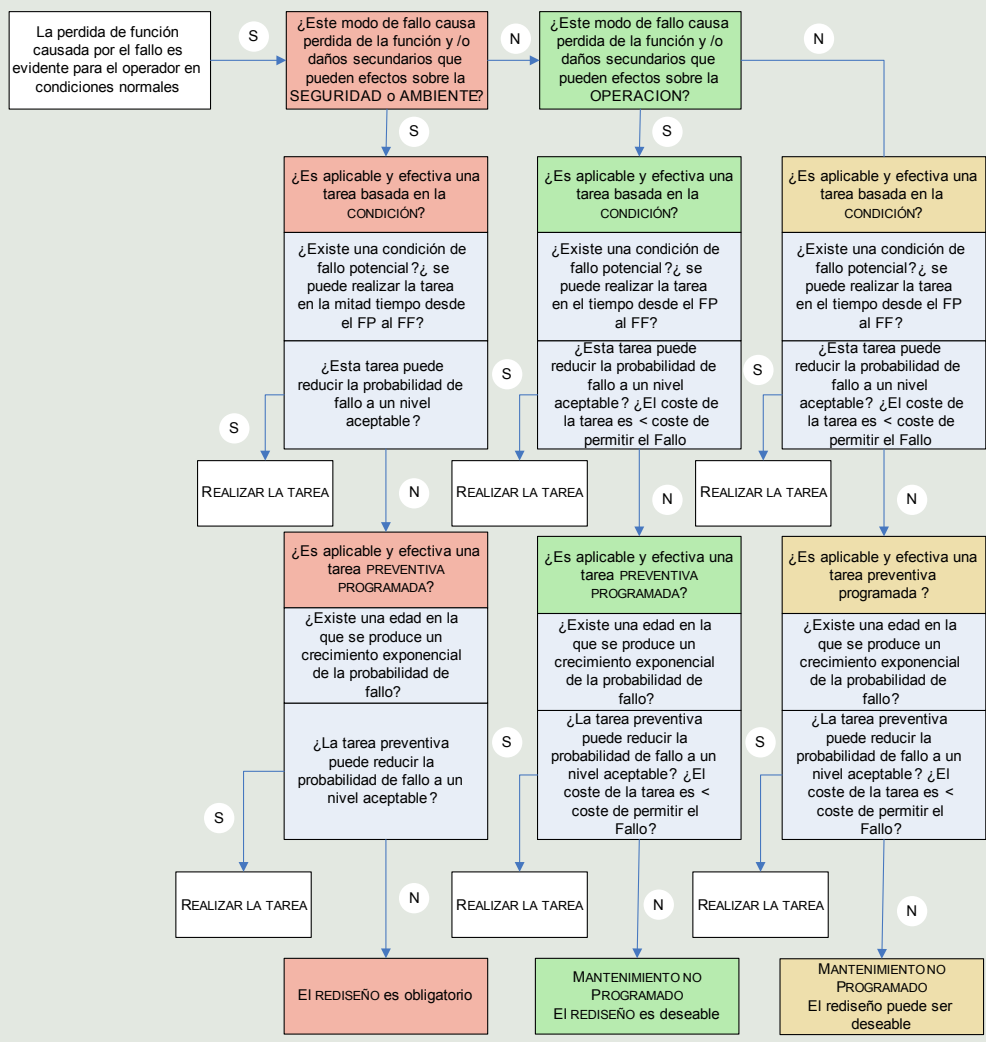 La perdida de función
causada por el fallo es
evidente para el operador en
condiciones normales
S
¿Este modo de fallo causa
perdida de la función y /o
daños secundarios que
pueden efectos sobre la
SEGURIDAD o AMBIENTE?
N
¿Este modo de fallo causa
perdida de la función y/o
daños secundarios que
pueden efectos sobre la
OPERACION?
N
S
S
¿Es aplicable y efectiva una
tarea basada en la
CONDICIÓN?
¿Existe una condición de
fallo potencial?¿ se
puede realizar la tarea
en la mitad tiempo desde
el FP al FF?
¿Esta tarea puede
reducir la probabilidad de
fallo a un nivel
aceptable?
S
REALIZAR LA TAREA
N
¿Es aplicable y efectiva una
tarea basada en la
CONDICIÓN?
¿Existe una condición de
fallo potencial?¿ se
puede realizar la tarea
en el tiempo desde el FP
al FF?
¿Esta tarea puede
reducir la probabilidad de
fallo a un nivel
aceptable? ¿El coste de
la tarea es < coste de
permitir el Fallo
S
REALIZAR LA TAREA
N
¿Es aplicable y efectiva una
tarea basada en la
CONDICIÓN?
¿Existe una condición de
fallo potencial?¿ se
puede realizar la tarea
en el tiempo desde el FP
al FF?
¿Esta tarea puede
reducir la probabilidad de
fallo a un nivel
aceptable? ¿El coste de
la tarea es < coste de
permitir el Fallo
S
REALIZAR LA TAREA
N
¿Es aplicable y efectiva una
tarea PREVENTIVA
PROGRAMADA?
¿Existe una edad en la
que se produce un
crecimiento exponencial
de la probabilidad de
fallo?
¿La tarea preventiva
puede reducir la
probabilidad de fallo a un
nivel aceptable?
S
REALIZAR LA TAREA
N
¿Es aplicable y efectiva una
tarea PREVENTIVA
PROGRAMADA?
¿Existe una edad en la
que se produce un
crecimiento exponencial
de la probabilidad de
fallo?
¿La tarea preventiva
puede reducir la
probabilidad de fallo a un
nivel aceptable? ¿El
coste de la tarea es <
coste de permitir el
Fallo?
S
REALIZAR LA TAREA
N
¿Es aplicable y efectiva una
tarea preventiva
programada ?
¿Existe una edad en la
que se produce un
crecimiento exponencial
de la probabilidad de
fallo?
¿La tarea preventiva
puede reducir la
probabilidad de fallo a un
nivel aceptable? ¿El
coste de la tarea es <
coste de permitir el
Fallo?
S
REALIZAR LA TAREA
N
El REDISEÑO es obligatorio
MANTENIMIENTO NO
PROGRAMADO
El REDISEÑO es deseable
MANTENIMIENTO NO
PROGRAMADO
El rediseño puede ser
deseable